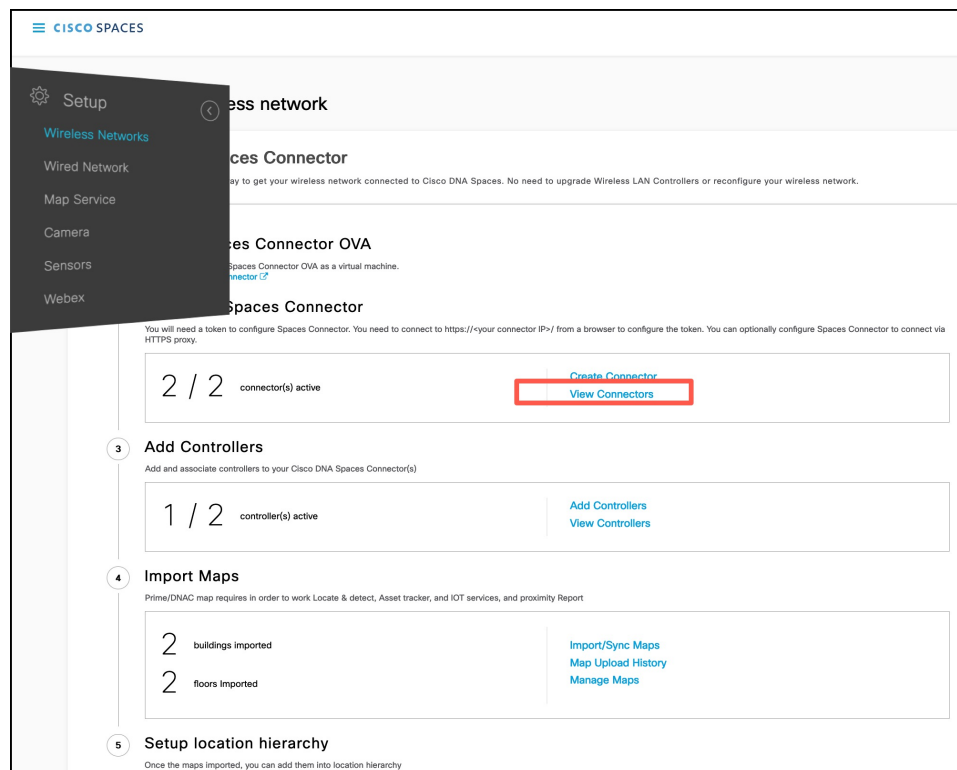 CISCO SPACES
Setup
Wireless Networks
Wired Network
Map Service
Camera
Sensors
Webex
ess network
ces Connector
ay to get your wireless network connected to Cisco DNA Spaces. No need to upgrade Wireless LAN Controllers or reconfigure your wireless network.
es Connector OVA
Spaces Connector OVA as a virtual machine.
nnector
Spaces Connector
You will need a token to configure Spaces Connector. You need to connect to https://<your connector IP>/ from a browser to configure the token. You can optionally configure Spaces Connector to connect via
HTTPS proxy.
2 / 2 connector(s) active
Create Connector
View Connectors
3 Add Controllers
Add and associate controllers to your Cisco DNA Spaces Connector(s)
1 / 2 controller(s) active
Add Controllers
View Controllers
4 Import Maps
Prime/DNAC map requires in order to work Locate & detect, Asset tracker, and IOT services, and proximity Report
2 buildings imported
2 floors Imported
Import/Sync Maps
Map Upload History
Manage Maps
5 Setup location hierarchy
Once the maps imported, you can add them into location hierarchy